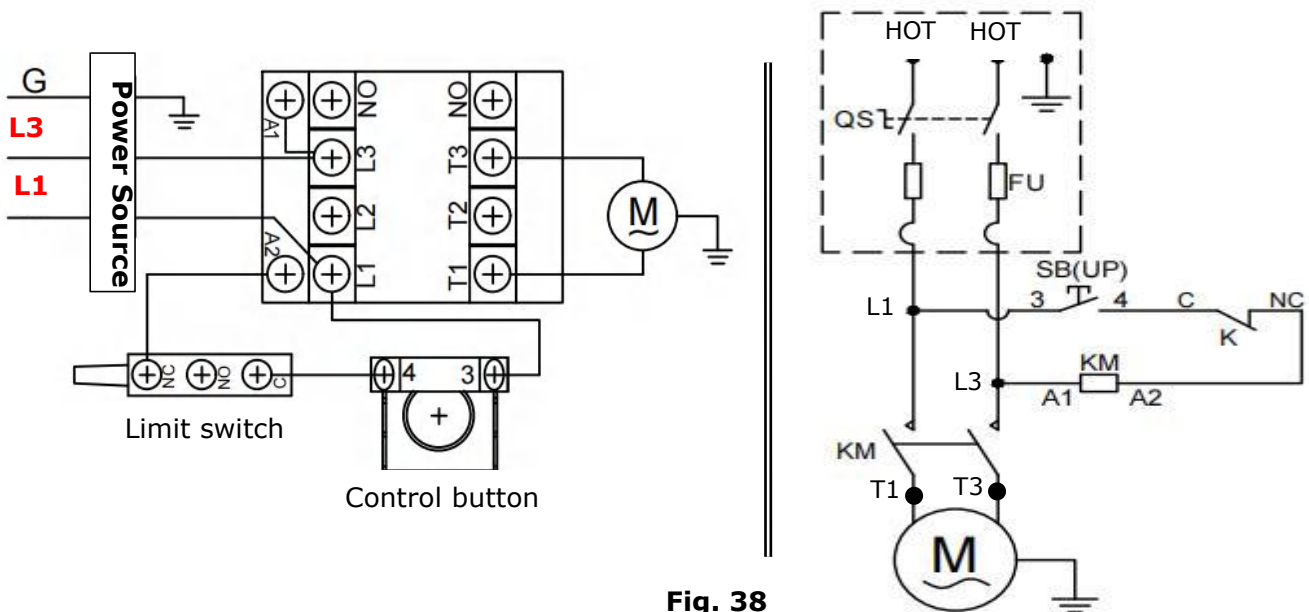 G
L3
L1
Power Source
A1
NO
NO
L3
T3
L2
T2
A2
L1
T1
M
NC
NO
C
4
3
Limit switch
Control button
HOT
HOT
QS
FU
SB(UP)
L1
3
4
C
NC
K
KM
L3
A1
A2
KM
T1
T3
M
Fig. 38